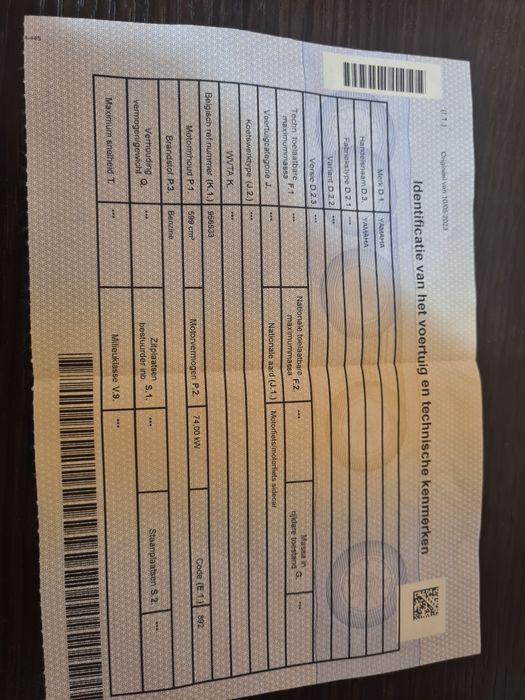 (I 1.) Origineel van 10/05/2023
Identificatie van het voertuig en technische kenmerken
Merk D.1. YAMAHA
Handelsnaam D.3. YAMAHA
Fabriekstype D.2.1. ***
Variant D.2.2. ***
Versie D.2.3. ***
Techn. toelaatbare maximummassa F.1. *** Nationale toelaatbare maximummassa F.2. *** Massa in rijklare toestand G. ***
Voertuigcategorie J. *** Nationale aard (J.1.) Motorfiets/motorfiets sidecar
Koetswerktype (J.2.) ***
WVTA K. ***
Belgisch ref.nummer (K.1.) 956533 Code (E.1.) 892
Motorinhoud P.1. 599 cm³ Motorvermogen P.2. 74,00 kW
Brandstof P.3. Benzine
Verhouding vermogen/gewicht Q. *** Zitplaatsen bestuurder inb. S.1. *** Staanplaatsen S.2. ***
Maximum snelheid T. *** Milieuklasse V.9. ***